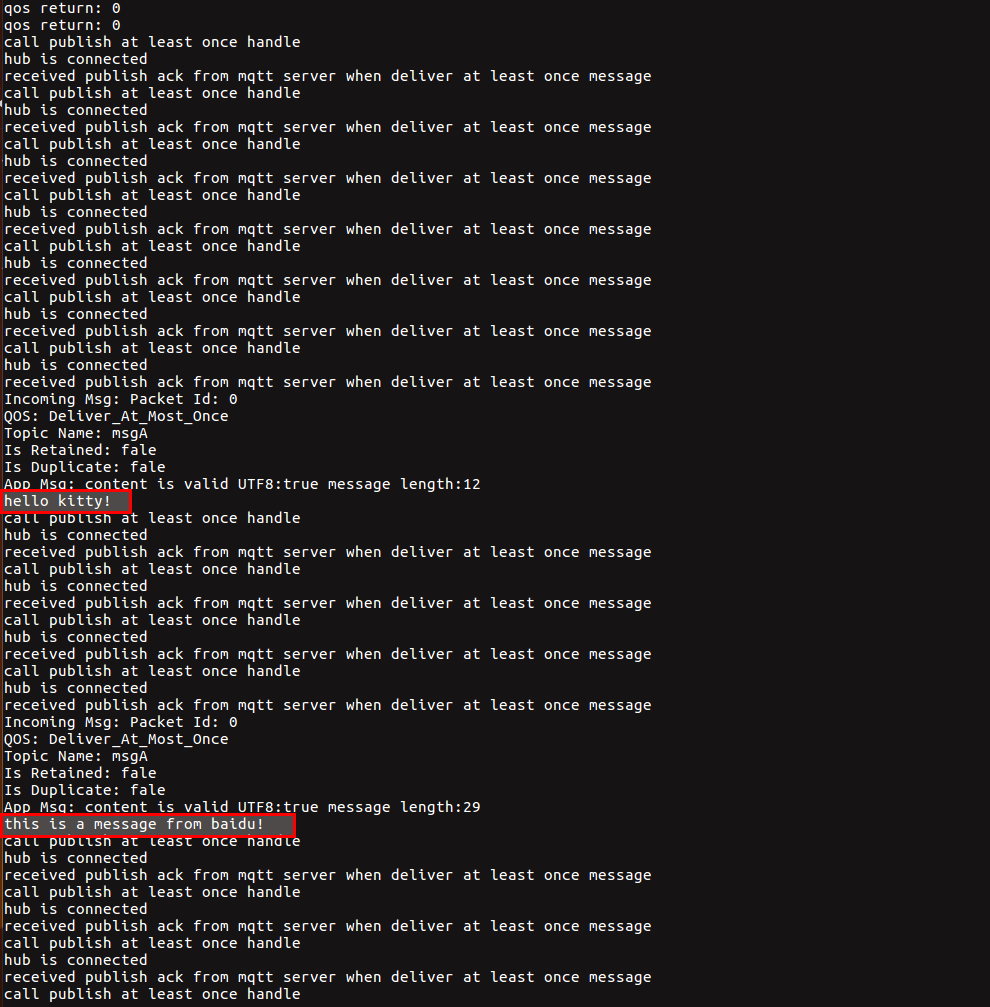 qos return: 0
qos return: 0
call publish at least once handle
hub is connected
received publish ack from mqtt server when deliver at least once message
call publish at least once handle
hub is connected
received publish ack from mqtt server when deliver at least once message
call publish at least once handle
hub is connected
received publish ack from mqtt server when deliver at least once message
call publish at least once handle
hub is connected
received publish ack from mqtt server when deliver at least once message
call publish at least once handle
hub is connected
received publish ack from mqtt server when deliver at least once message
call publish at least once handle
hub is connected
received publish ack from mqtt server when deliver at least once message
call publish at least once handle
hub is connected
received publish ack from mqtt server when deliver at least once message
Incoming Msg: Packet Id: 0
QOS: Deliver_At_Most_Once
Topic Name: msgA
Is Retained: fale
Is Duplicate: fale
App Msg: content is valid UTF8:true message length:12
hello kitty!
call publish at least once handle
hub is connected
received publish ack from mqtt server when deliver at least once message
call publish at least once handle
hub is connected
received publish ack from mqtt server when deliver at least once message
call publish at least once handle
hub is connected
received publish ack from mqtt server when deliver at least once message
call publish at least once handle
hub is connected
received publish ack from mqtt server when deliver at least once message
Incoming Msg: Packet Id: 0
QOS: Deliver_At_Most_Once
Topic Name: msgA
Is Retained: fale
Is Duplicate: fale
App Msg: content is valid UTF8:true message length:29
this is a message from baidu!
call publish at least once handle
hub is connected
received publish ack from mqtt server when deliver at least once message
call publish at least once handle
hub is connected
received publish ack from mqtt server when deliver at least once message
call publish at least once handle
hub is connected
received publish ack from mqtt server when deliver at least once message
call publish at least once handle